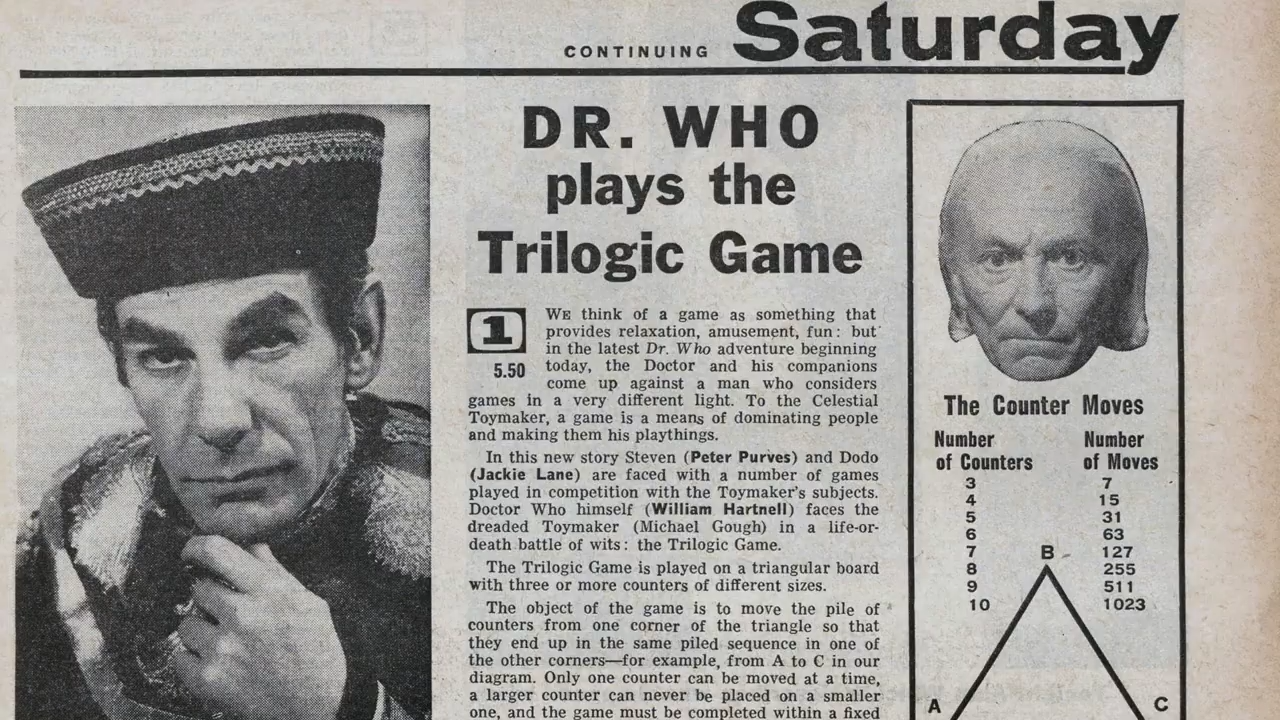 CONTINUING Saturday
DR. WHO
plays the
Trilogic Game
1
5.50
WE think of a game as something that
provides relaxation, amusement, fun: but
in the latest Dr. Who adventure beginning
today, the Doctor and his companions
come up against a man who considers
games in a very different light. To the Celestial
Toymaker, a game is a means of dominating people
and making them his playthings.
In this new story Steven (Peter Purves) and Dodo
(Jackie Lane) are faced with a number of games
played in competition with the Toymaker's subjects.
Doctor Who himself (William Hartnell) faces the
dreaded Toymaker (Michael Gough) in a life-or-
death battle of wits: the Trilogic Game.
The Trilogic Game is played on a triangular board
with three or more counters of different sizes.
The object of the game is to move the pile of
counters from one corner of the triangle so that
they end up in the same piled sequence in one of
the other corners—for example, from A to C in our
diagram. Only one counter can be moved at a time,
a larger counter can never be placed on a smaller
one, and the game must be completed within a fixed
The Counter Moves
Number of Counters
Number of Moves
3 7
4 15
5 31
6 63
7 127
8 255
9 511
10 1023
B
A C